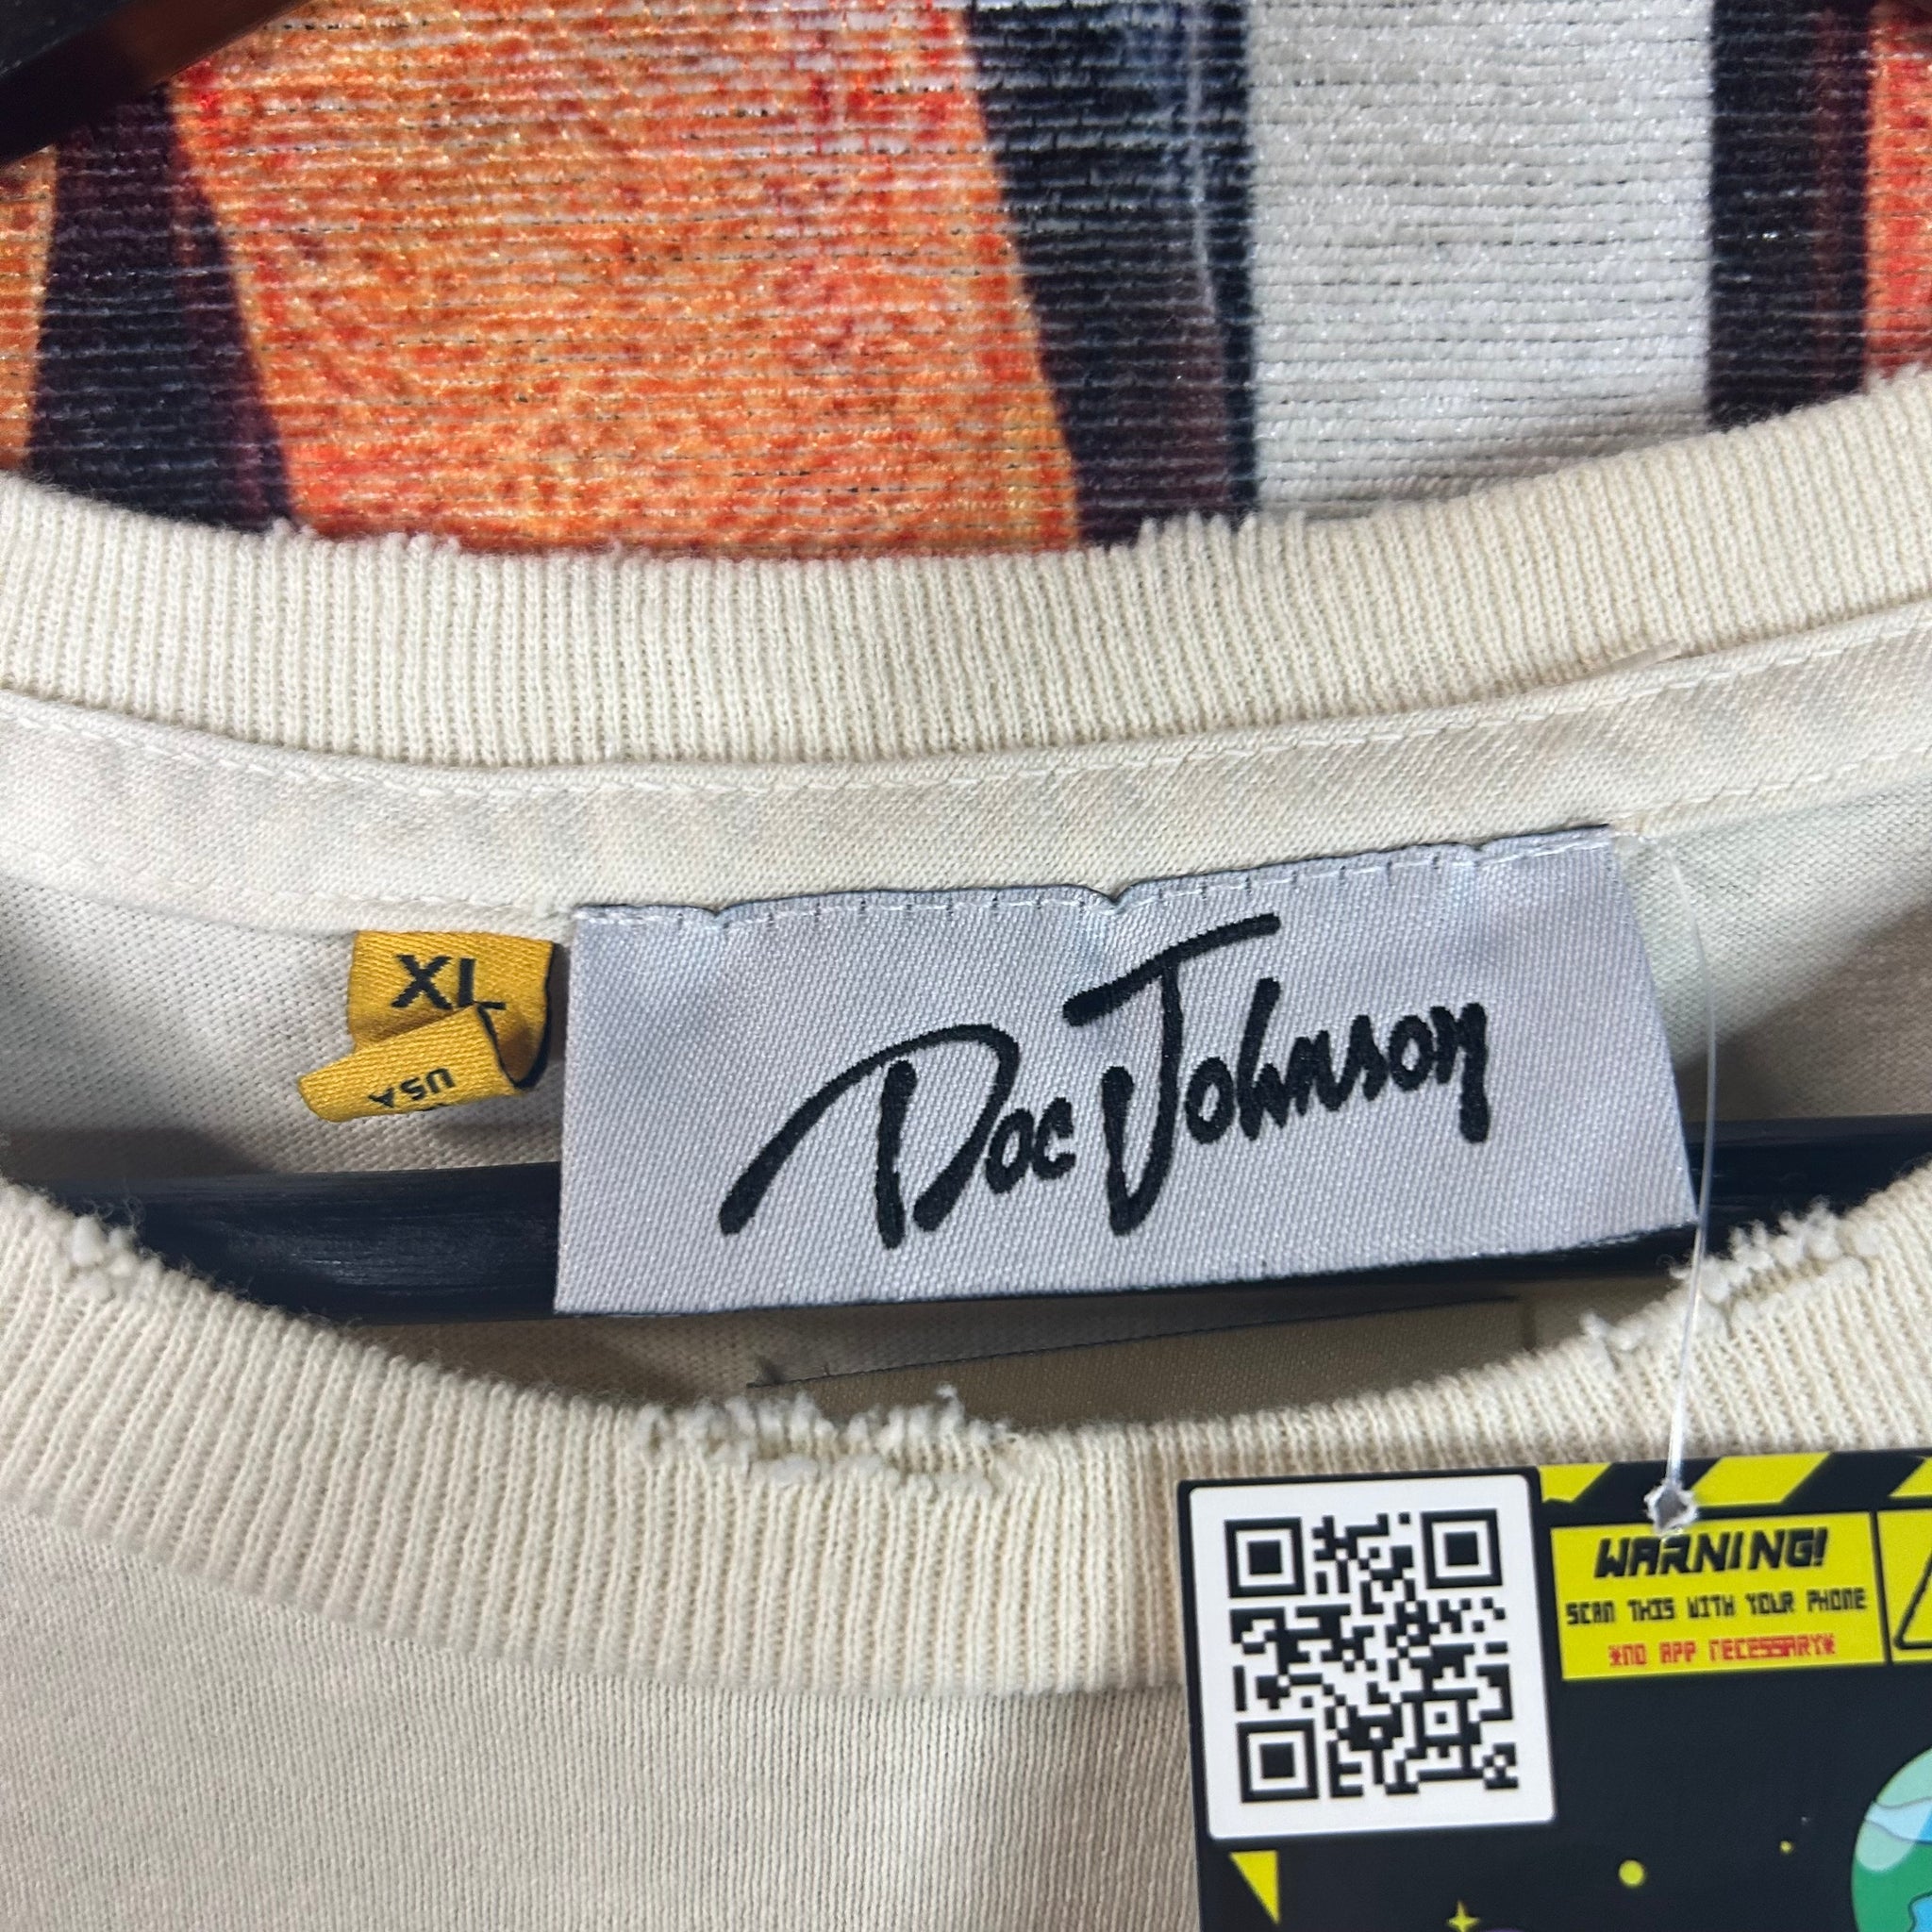 XL
USA
Doc Johnson
WARNING!
SCAN THIS WITH YOUR PHONE
*NO APP NECESSARY*